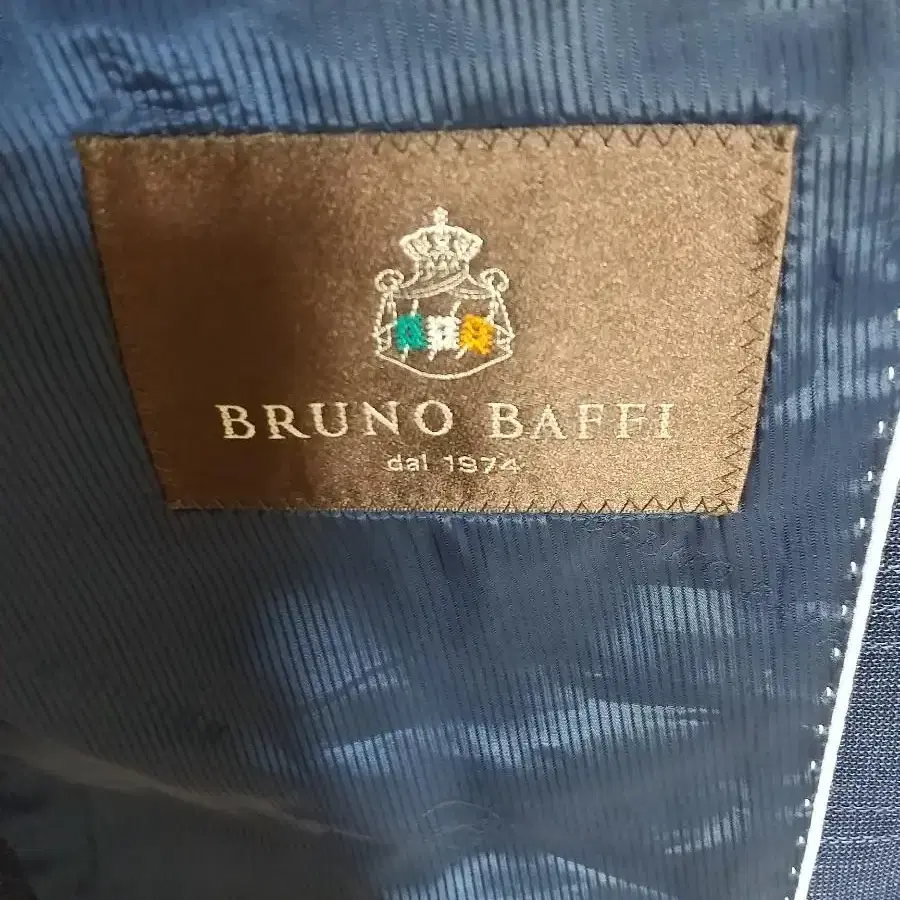 BRUNO BAFFI
dal 1974